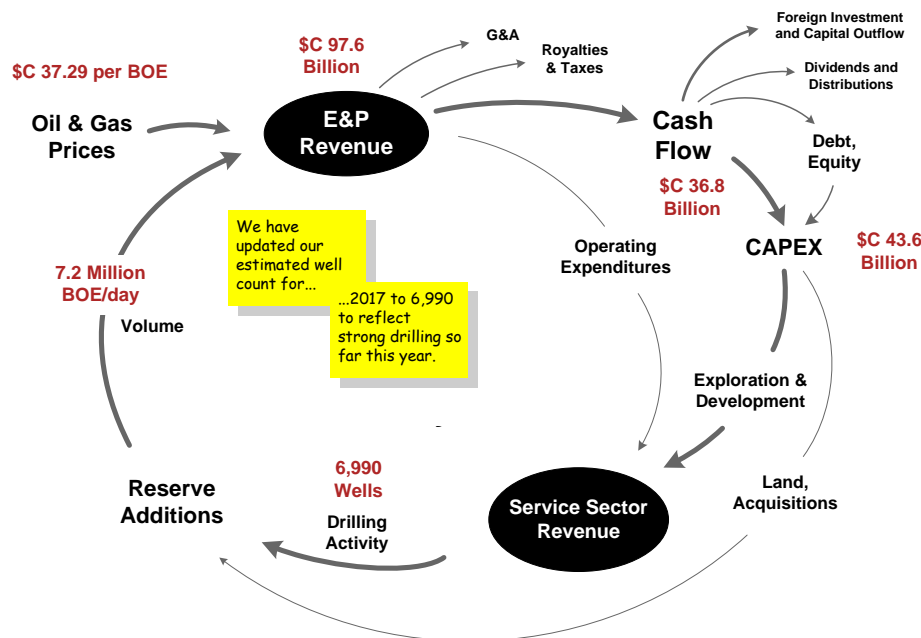 Foreign Investment
and Capital Outflow
G&A
$C 97.6
Billion
Royalties
& Taxes
$C 37.29 per BOE
Dividends and
Distributions
Oil & Gas
Prices
E&P
Revenue
Cash
Flow
Debt,
Equity
$C 36.8
Billion
We have
updated our
estimated well
count for...
Operating
Expenditures
CAPEX
$C 43.6
Billion
7.2 Million
BOE/day
Volume
...2017 to 6,990
to reflect
strong drilling so
far this year.
Exploration &
Development
6,990
Wells
Reserve
Additions
Drilling
Activity
Service Sector
Revenue
Land,
Acquisitions